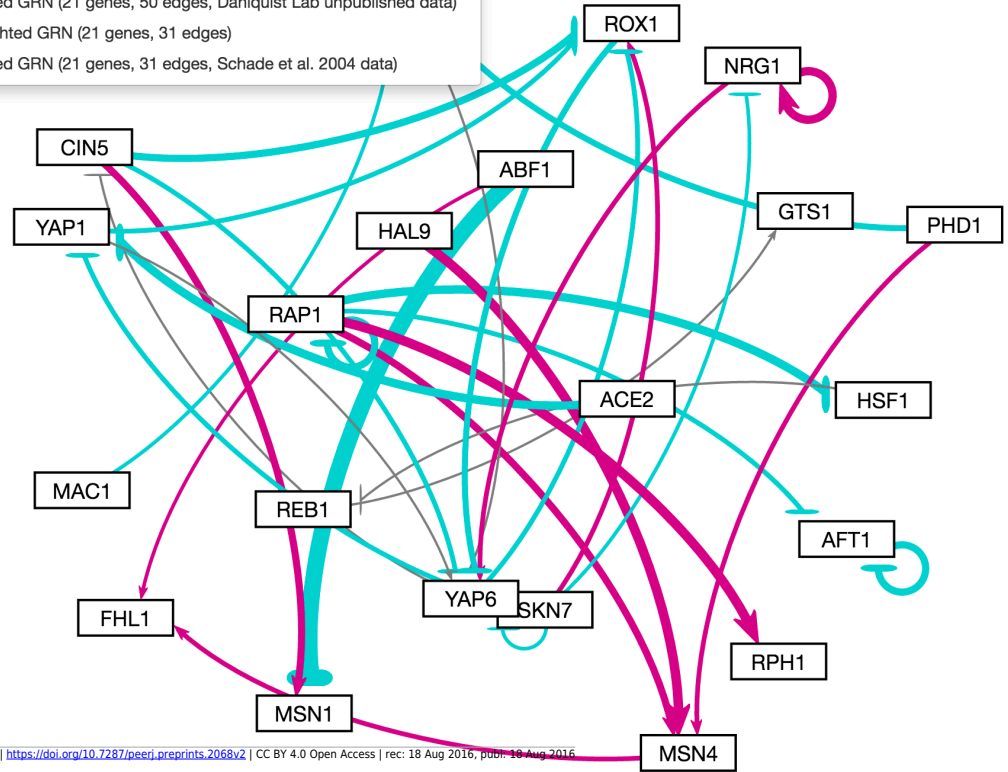 ed GRN (21 genes, 50 edges, Dahlquist Lab unpublished data)
hted GRN (21 genes, 31 edges)
ed GRN (21 genes, 31 edges, Schade et al. 2004 data)
ROX1
NRG1
CIN5
ABF1
GTS1
PHD1
YAP1
HAL9
RAP1
ACE2
HSF1
MAC1
REB1
AFT1
YAP6
SKN7
FHL1
RPH1
MSN1
MSN4
| https://doi.org/10.7287/peerj.preprints.2068v2 | CC BY 4.0 Open Access | rec: 18 Aug 2016, publ: 18 Aug 2016